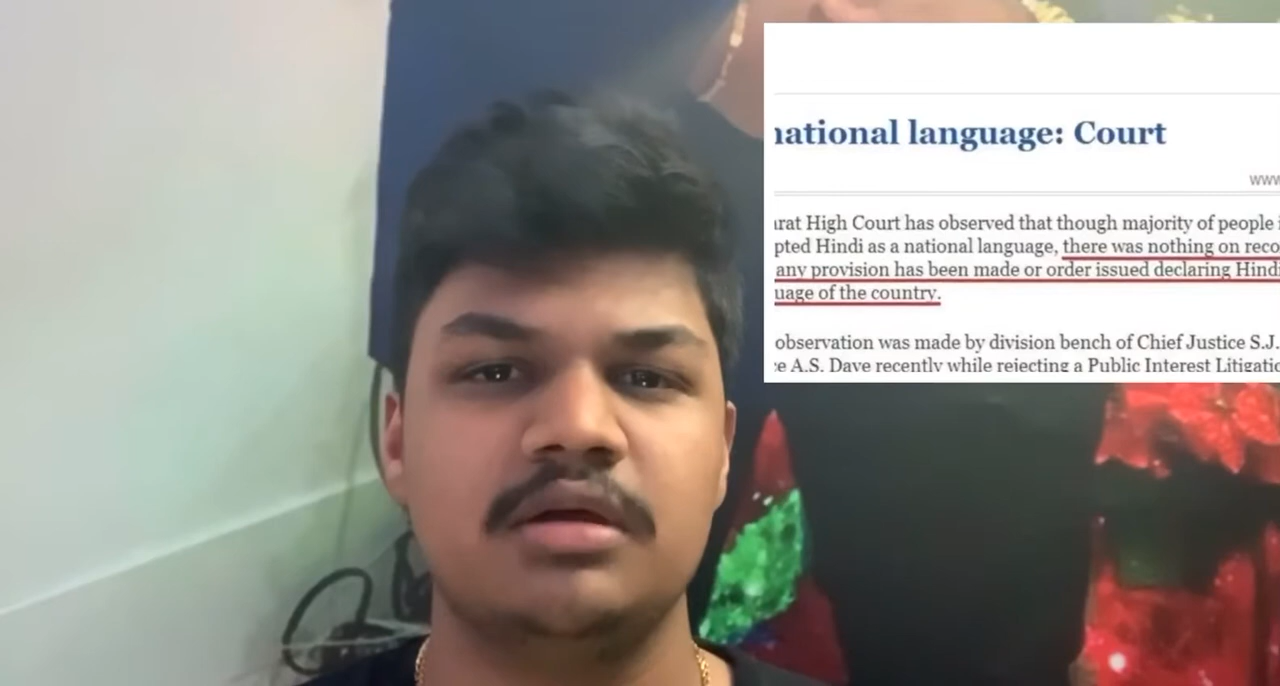 national language: Court
www
rat High Court has observed that though majority of people
pted Hindi as a national language, there was nothing on reco
any provision has been made or order issued declaring Hindi
uage of the country.
observation was made by division bench of Chief Justice S.J.
e A.S. Dave recently while rejecting a Public Interest Litigatio